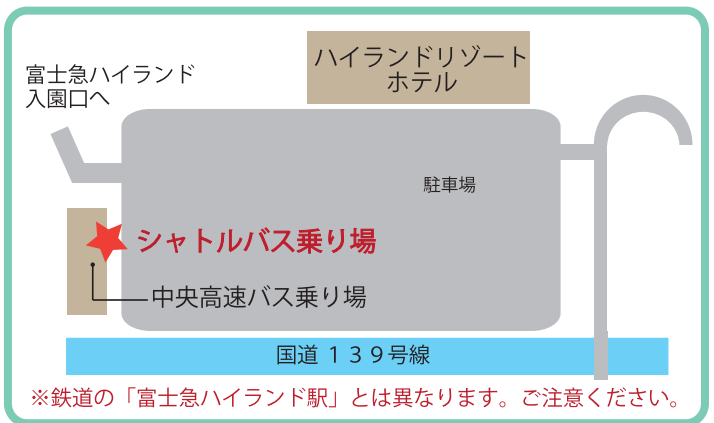 ハイランドリゾート
ホテル
富士急ハイランド
入園口へ
駐車場
シャトルバス乗り場
中央高速バス乗り場
国道１３９号線
※鉄道の「富士急ハイランド駅」とは異なります。ご注意ください。